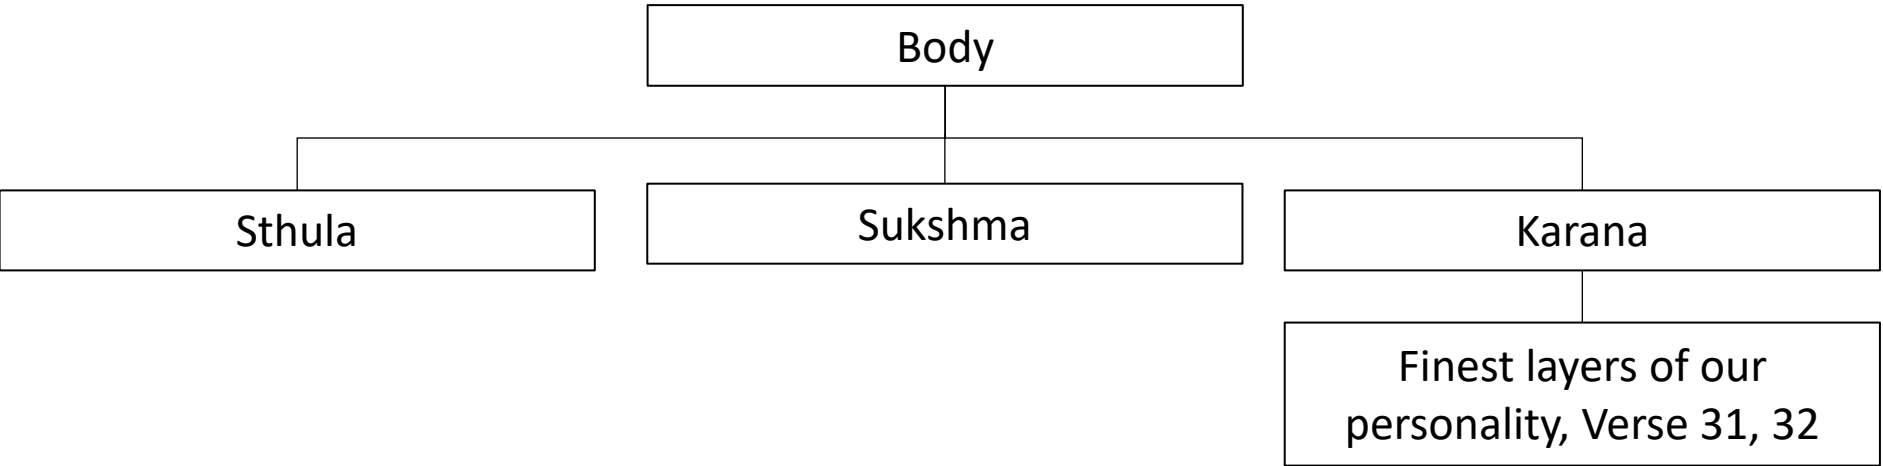 Body
Sthula
Sukshma
Karana
Finest layers of our
personality, Verse 31, 32